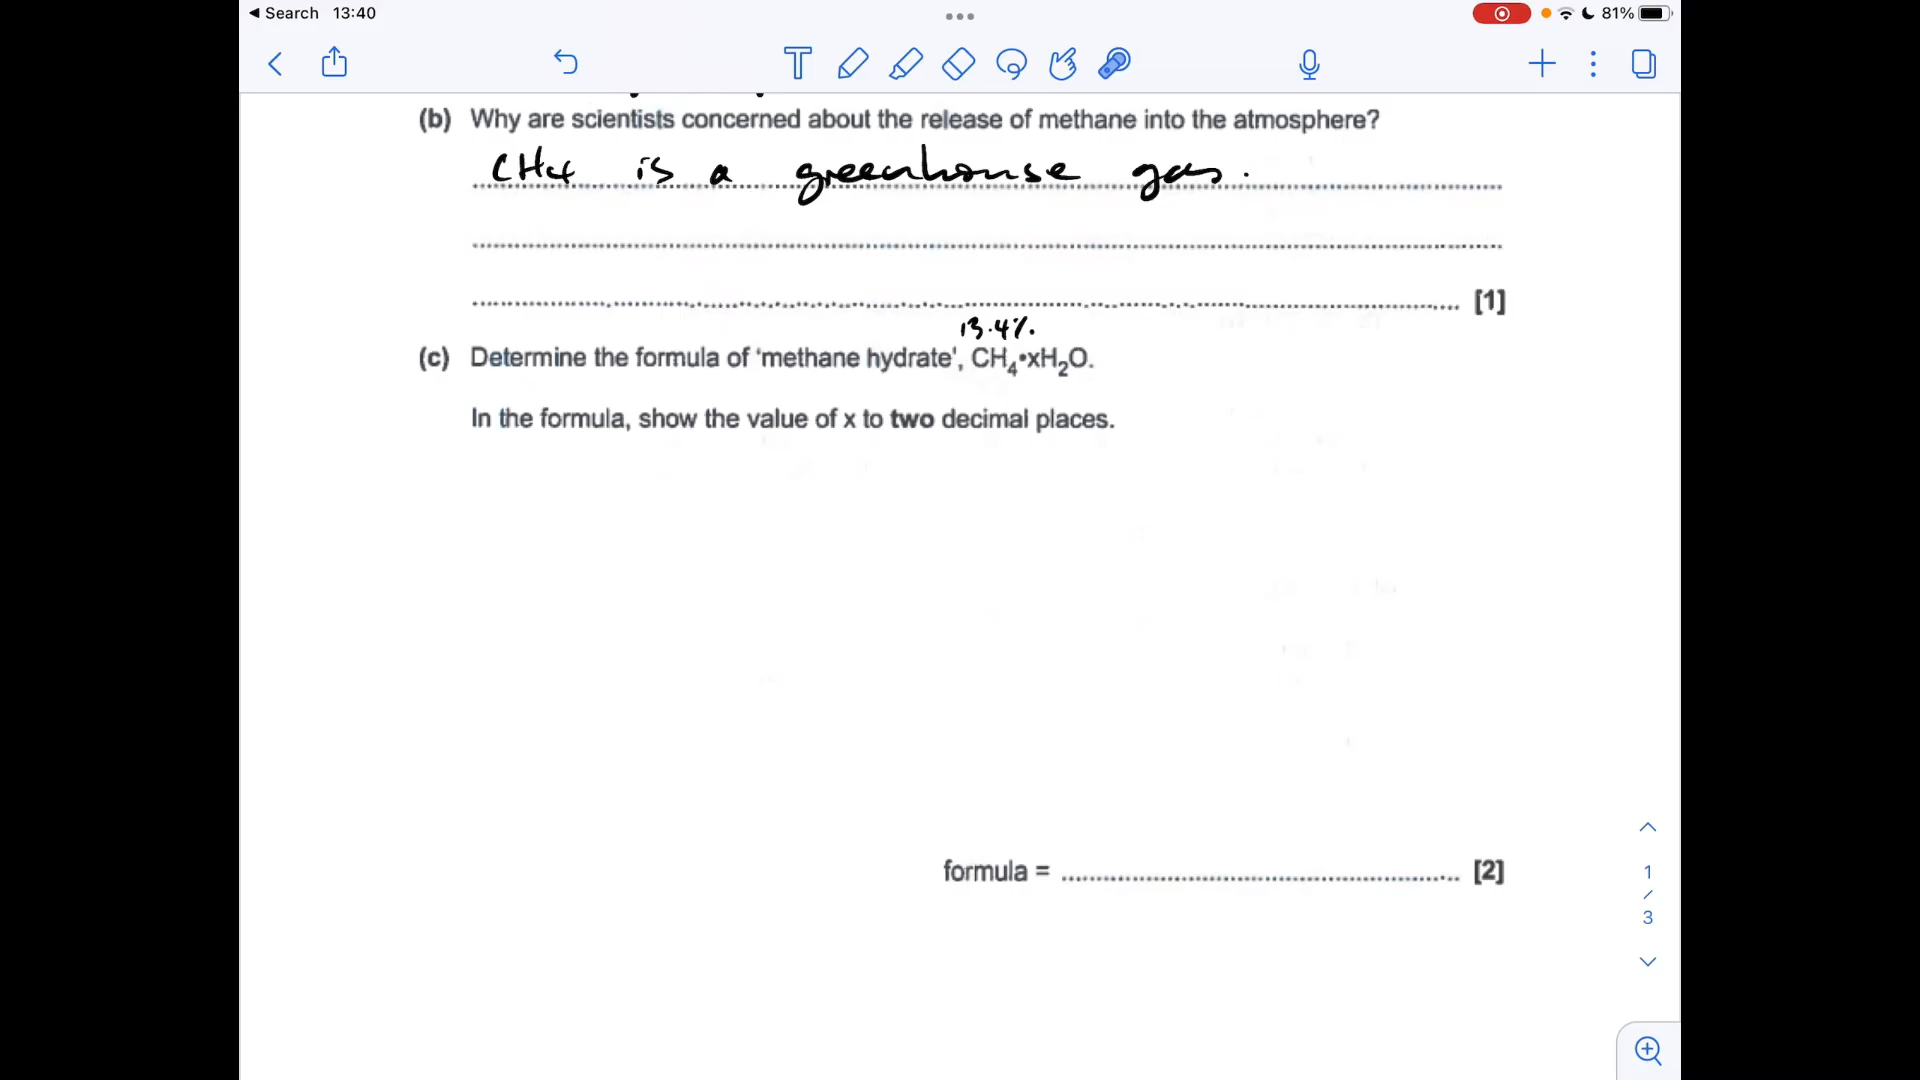 Search 13:40
81%
(b) Why are scientists concerned about the release of methane into the atmosphere?
CH4 is a greenhouse gas.
[1]
13.4%
(c) Determine the formula of 'methane hydrate', CH₄•xH₂O.
In the formula, show the value of x to two decimal places.
formula = [2]
1
/
3